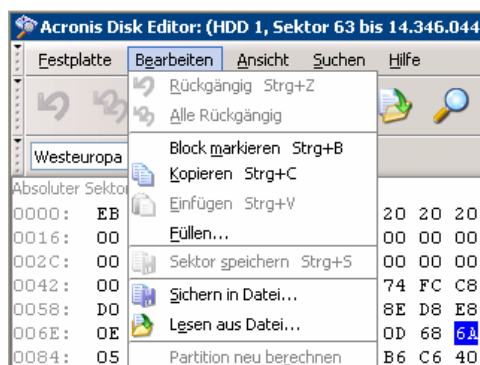 Acronis Disk Editor: (HDD 1, Sektor 63 bis 14.346.044
Festplatte Bearbeiten Ansicht Suchen Hilfe
Rückgängig Strg+Z
Alle Rückgängig
Westeuropa
Block markieren Strg+B
Kopieren Strg+C
Einfügen Strg+V
Füllen...
Sektor speichern Strg+S
Sichern in Datei...
Lesen aus Datei...
Partition neu berechnen
Absoluter Sektor
0000: EB 20 20 20
0016: 00 00 00 00
002C: 00 00 00 00
0042: 00 74 FC C8
0058: D0 8E D8 E8
006E: 0E 0D 68 6A
0084: 05 B6 C6 40